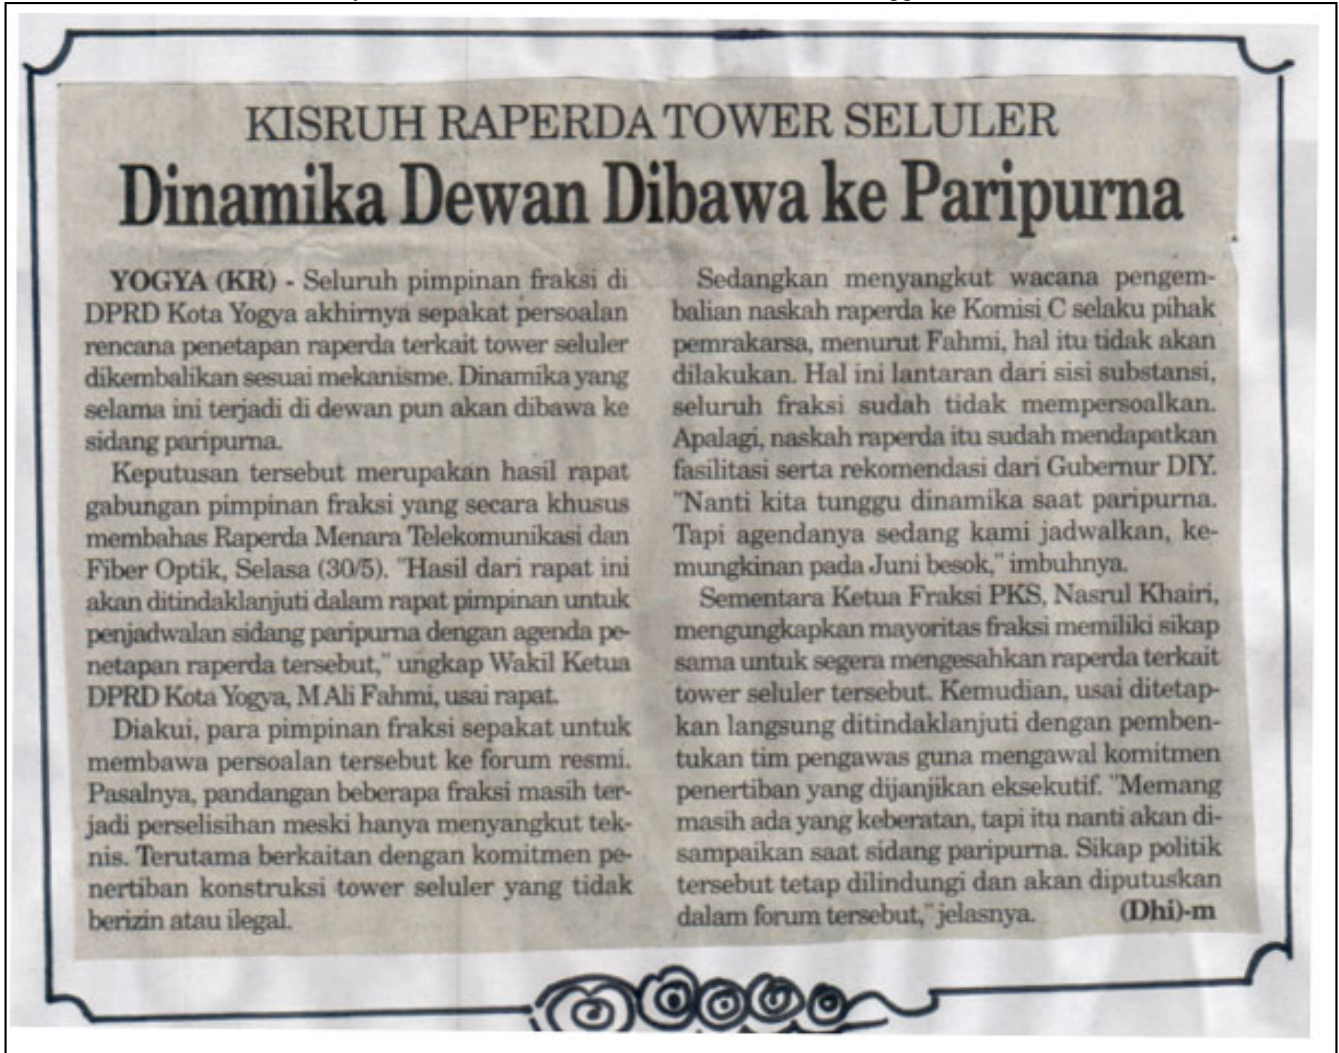 KISRUH RAPERDA TOWER SELULER
Dinamika Dewan Dibawa ke Paripurna
YOGYA (KR) - Seluruh pimpinan fraksi di
DPRD Kota Yogya akhirnya sepakat persoalan
rencana penetapan raperda terkait tower seluler
dikembalikan sesuai mekanisme. Dinamika yang
selama ini terjadi di dewan pun akan dibawa ke
sidang paripurna.
Keputusan tersebut merupakan hasil rapat
gabungan pimpinan fraksi yang secara khusus
membahas Raperda Menara Telekomunikasi dan
Fiber Optik, Selasa (30/5). "Hasil dari rapat ini
akan ditindaklanjuti dalam rapat pimpinan untuk
penjadwalan sidang paripurna dengan agenda pe-
netapan raperda tersebut," ungkap Wakil Ketua
DPRD Kota Yogya, M Ali Fahmi, usai rapat.
Diakui, para pimpinan fraksi sepakat untuk
membawa persoalan tersebut ke forum resmi.
Pasalnya, pandangan beberapa fraksi masih ter-
jadi perselisihan meski hanya menyangkut tek-
nis. Terutama berkaitan dengan komitmen pe-
nertiban konstruksi tower seluler yang tidak
berizin atau ilegal.
Sedangkan menyangkut wacana pengem-
balian naskah raperda ke Komisi C selaku pihak
pemrakarsa, menurut Fahmi, hal itu tidak akan
dilakukan. Hal ini lantaran dari sisi substansi,
seluruh fraksi sudah tidak mempersoalkan.
Apalagi, naskah raperda itu sudah mendapatkan
fasilitasi serta rekomendasi dari Gubernur DIY.
"Nanti kita tunggu dinamika saat paripurna.
Tapi agendanya sedang kami jadwalkan, ke-
mungkinan pada Juni besok," imbuhnya.
Sementara Ketua Fraksi PKS, Nasrul Khairi,
mengungkapkan mayoritas fraksi memiliki sikap
sama untuk segera mengesahkan raperda terkait
tower seluler tersebut. Kemudian, usai ditetap-
kan langsung ditindaklanjuti dengan pemben-
tukan tim pengawas guna mengawal komitmen
penertiban yang dijanjikan eksekutif. "Memang
masih ada yang keberatan, tapi itu nanti akan di-
sampaikan saat sidang paripurna. Sikap politik
tersebut tetap dilindungi dan akan diputuskan
dalam forum tersebut," jelasnya. (Dhi)-m